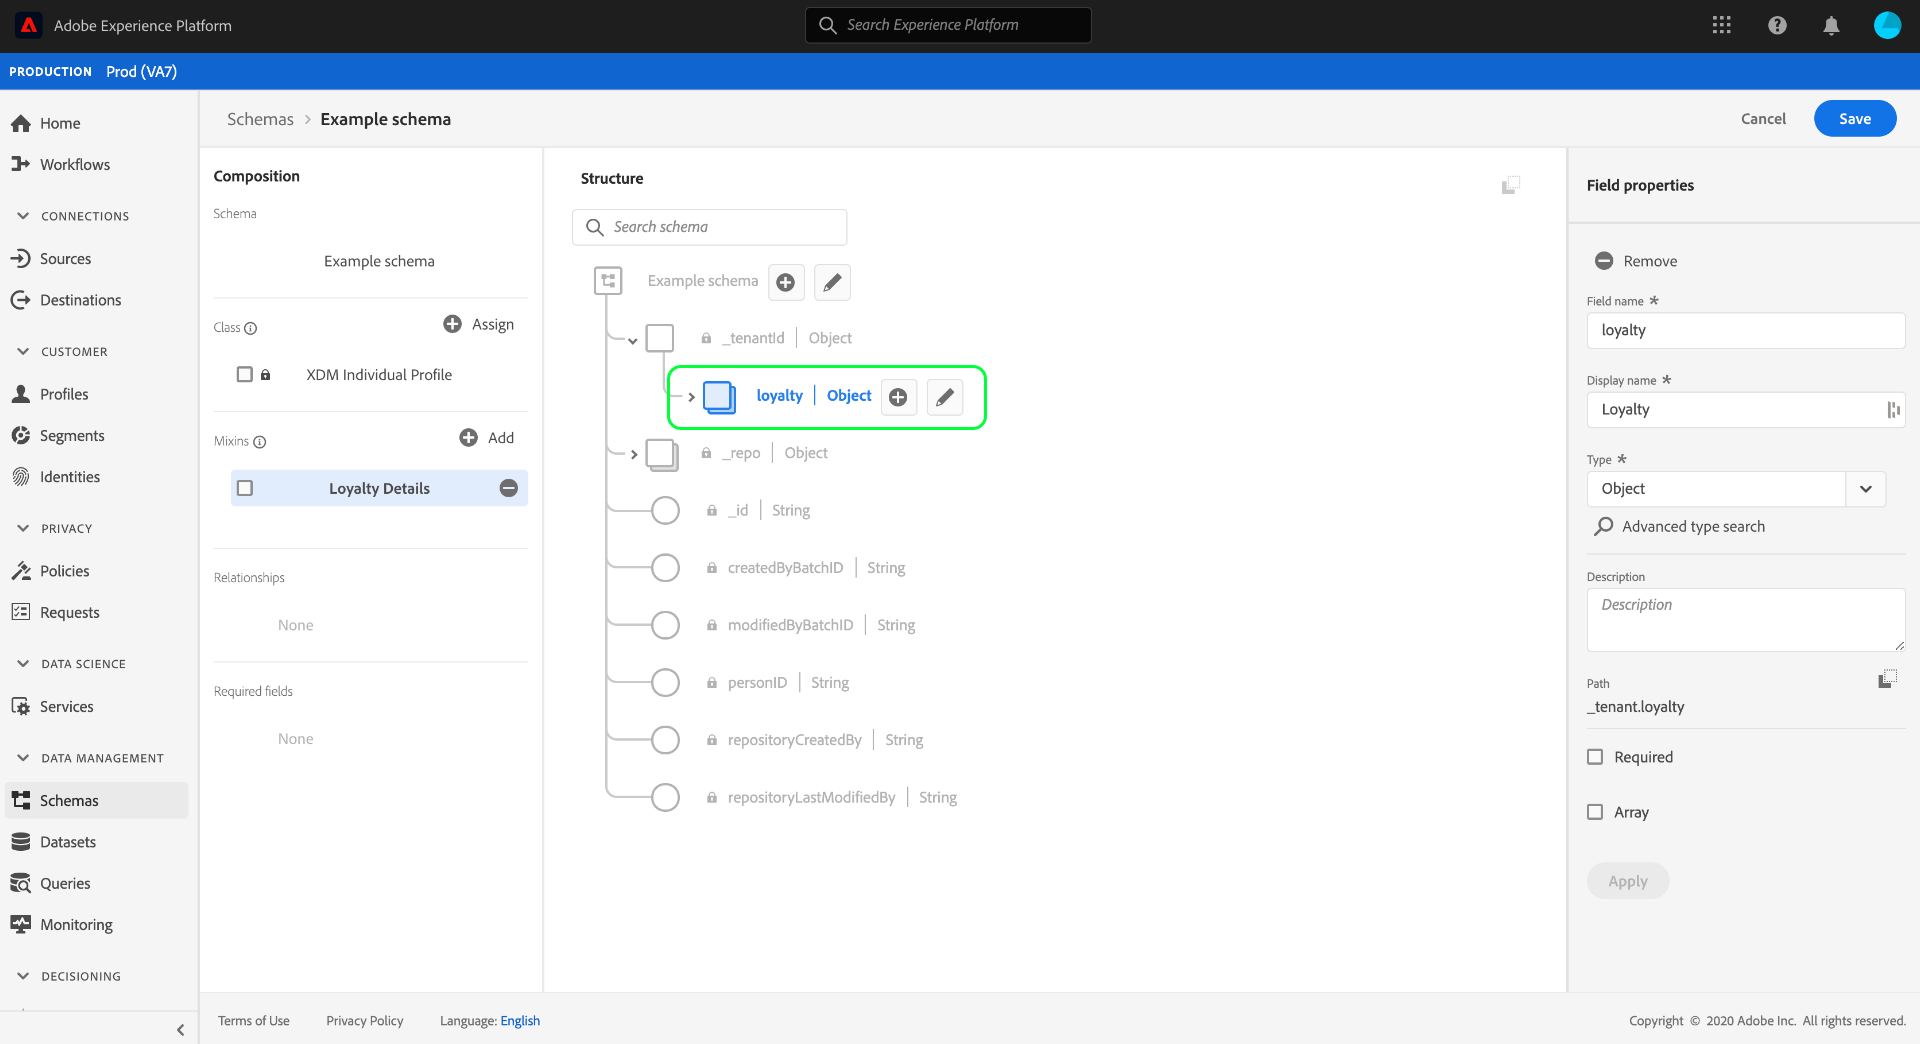 Adobe Experience Platform
Search Experience Platform
PRODUCTION Prod (VA7)
Home
Workflows
CONNECTIONS
Sources
Destinations
CUSTOMER
Profiles
Segments
Identities
PRIVACY
Policies
Requests
DATA SCIENCE
Services
DATA MANAGEMENT
Schemas
Datasets
Queries
Monitoring
DECISIONING
Schemas > Example schema
Cancel
Save
Composition
Schema
Example schema
Class
Assign
XDM Individual Profile
Mixins
Add
Loyalty Details
Relationships
None
Required fields
None
Structure
Search schema
Example schema
_tenantId | Object
loyalty | Object
_repo | Object
_id | String
createdByBatchID | String
modifiedByBatchID | String
personID | String
repositoryCreatedBy | String
repositoryLastModifiedBy | String
Field properties
Remove
Field name *
loyalty
Display name *
Loyalty
Type *
Object
Advanced type search
Description
Description
Path
_tenant.loyalty
Required
Array
Apply
Terms of Use
Privacy Policy
Language: English
Copyright © 2020 Adobe Inc. All rights reserved.